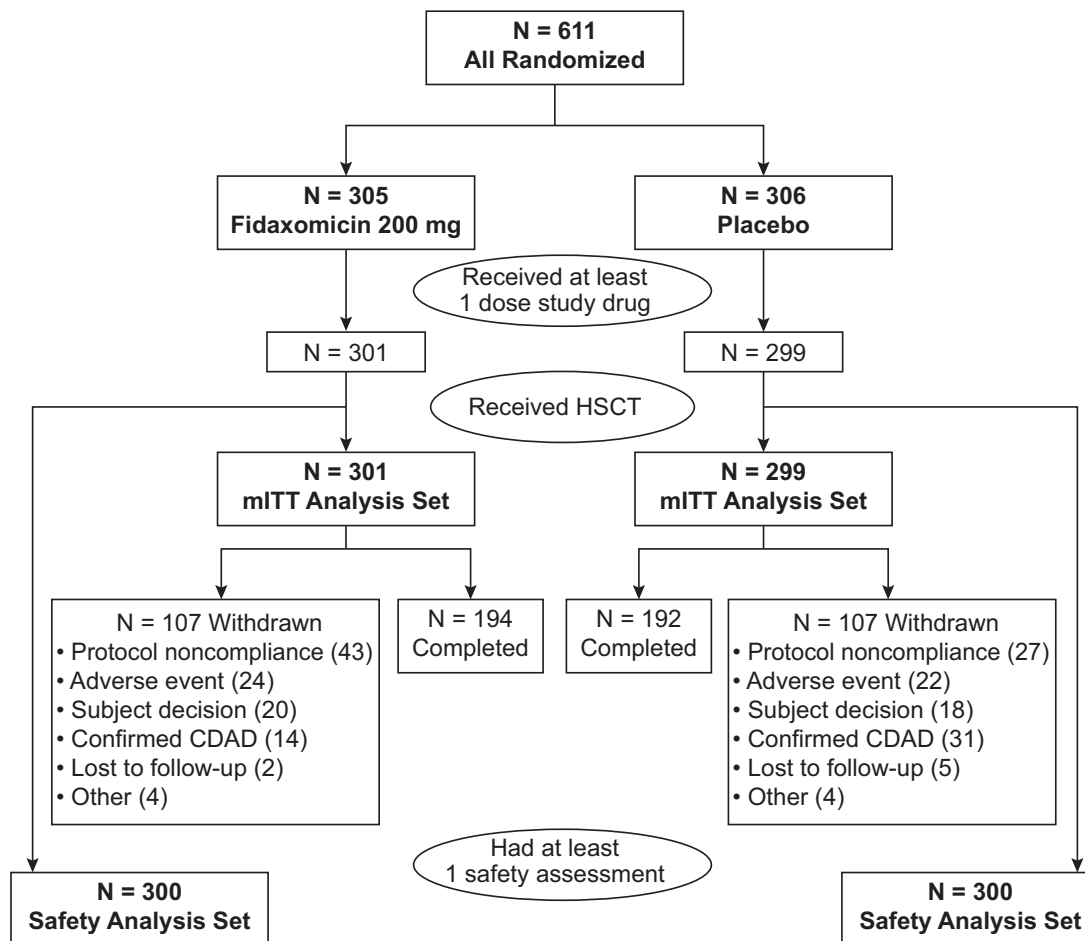 N = 611
All Randomized
N = 305
Fidaxomicin 200 mg
N = 306
Placebo
Received at least
1 dose study drug
N = 301
N = 299
Received HSCT
N = 301
mITT Analysis Set
N = 299
mITT Analysis Set
N = 107 Withdrawn
• Protocol noncompliance (43)
• Adverse event (24)
• Subject decision (20)
• Confirmed CDAD (14)
• Lost to follow-up (2)
• Other (4)
N = 194
Completed
N = 192
Completed
N = 107 Withdrawn
• Protocol noncompliance (27)
• Adverse event (22)
• Subject decision (18)
• Confirmed CDAD (31)
• Lost to follow-up (5)
• Other (4)
Had at least
1 safety assessment
N = 300
Safety Analysis Set
N = 300
Safety Analysis Set